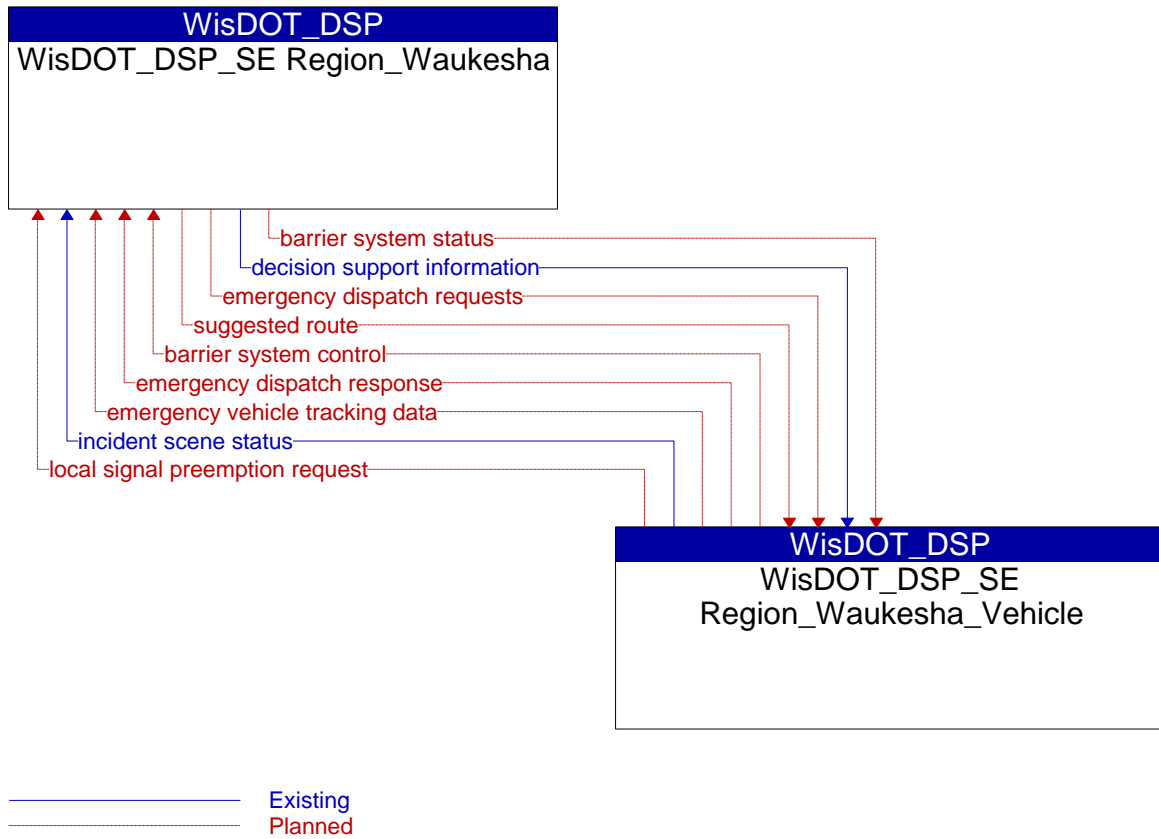 WisDOT_DSP
WisDOT_DSP_SE Region_Waukesha
barrier system status
decision support information
emergency dispatch requests
suggested route
barrier system control
emergency dispatch response
emergency vehicle tracking data
incident scene status
local signal preemption request
WisDOT_DSP
WisDOT_DSP_SE
Region_Waukesha_Vehicle
Existing
Planned